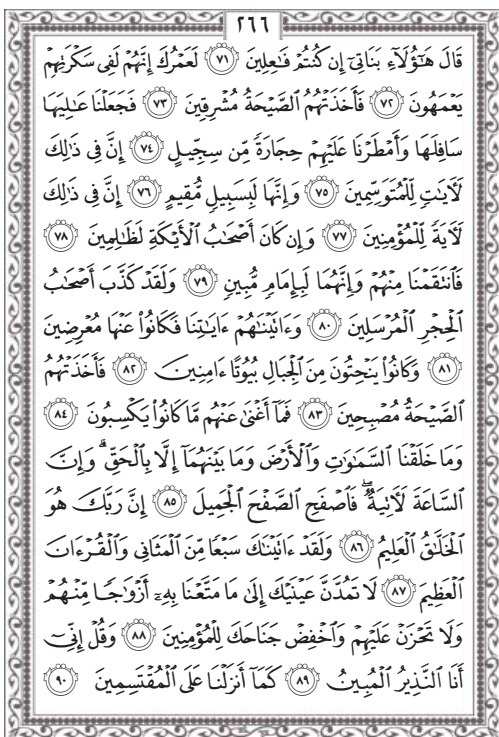 ٢٦٦
قَالَ هَٰٓؤُلَآءِ بَنَاتِيٓ إِن كُنتُمْ فَٰعِلِينَ ٧١ لَعَمْرُكَ إِنَّهُمْ لَفِى سَكْرَتِهِمْ
يَعْمَهُونَ ٧٢ فَأَخَذَتْهُمُ ٱلصَّيْحَةُ مُشْرِقِينَ ٧٣ فَجَعَلْنَا عَٰلِيَهَا
سَافِلَهَا وَأَمْطَرْنَا عَلَيْهِمْ حِجَارَةً مِّن سِجِّيلٍ ٧٤ إِنَّ فِى ذَٰلِكَ
لَءَايَٰتٍ لِّلْمُتَوَسِّمِينَ ٧٥ وَإِنَّهَا لَبِسَبِيلٍ مُّقِيمٍ ٧٦ إِنَّ فِى ذَٰلِكَ
لَءَايَةً لِّلْمُؤْمِنِينَ ٧٧ وَإِن كَانَ أَصْحَٰبُ ٱلْأَيْكَةِ لَظَٰلِمِينَ ٧٨
فَٱنتَقَمْنَا مِنْهُمْ وَإِنَّهُمَا لَبِإِمَامٍ مُّبِينٍ ٧٩ وَلَقَدْ كَذَّبَ أَصْحَٰبُ
ٱلْحِجْرِ ٱلْمُرْسَلِينَ ٨٠ وَءَاتَيْنَٰهُمْ ءَايَٰتِنَا فَكَانُوا۟ عَنْهَا مُعْرِضِينَ
٨١ وَكَانُوا۟ يَنْحِتُونَ مِنَ ٱلْجِبَالِ بُيُوتًا ءَامِنِينَ ٨٢ فَأَخَذَتْهُمُ
ٱلصَّيْحَةُ مُصْبِحِينَ ٨٣ فَمَآ أَغْنَىٰ عَنْهُم مَّا كَانُوا۟ يَكْسِبُونَ ٨٤
وَمَا خَلَقْنَا ٱلسَّمَٰوَٰتِ وَٱلْأَرْضَ وَمَا بَيْنَهُمَآ إِلَّا بِٱلْحَقِّ ۗ وَإِنَّ
ٱلسَّاعَةَ لَءَاتِيَةٌ ۖ فَٱصْفَحِ ٱلصَّفْحَ ٱلْجَمِيلَ ٨٥ إِنَّ رَبَّكَ هُوَ
ٱلْخَلَّٰقُ ٱلْعَلِيمُ ٨٦ وَلَقَدْ ءَاتَيْنَٰكَ سَبْعًا مِّنَ ٱلْمَثَانِى وَٱلْقُرْءَانَ
ٱلْعَظِيمَ ٨٧ لَا تَمُدَّنَّ عَيْنَيْكَ إِلَىٰ مَا مَتَّعْنَا بِهِۦٓ أَزْوَٰجًا مِّنْهُمْ
وَلَا تَحْزَنْ عَلَيْهِمْ وَٱخْفِضْ جَنَاحَكَ لِلْمُؤْمِنِينَ ٨٨ وَقُلْ إِنِّىٓ
أَنَا ٱلنَّذِيرُ ٱلْمُبِينُ ٨٩ كَمَآ أَنزَلْنَا عَلَى ٱلْمُقْتَسِمِينَ ٩٠